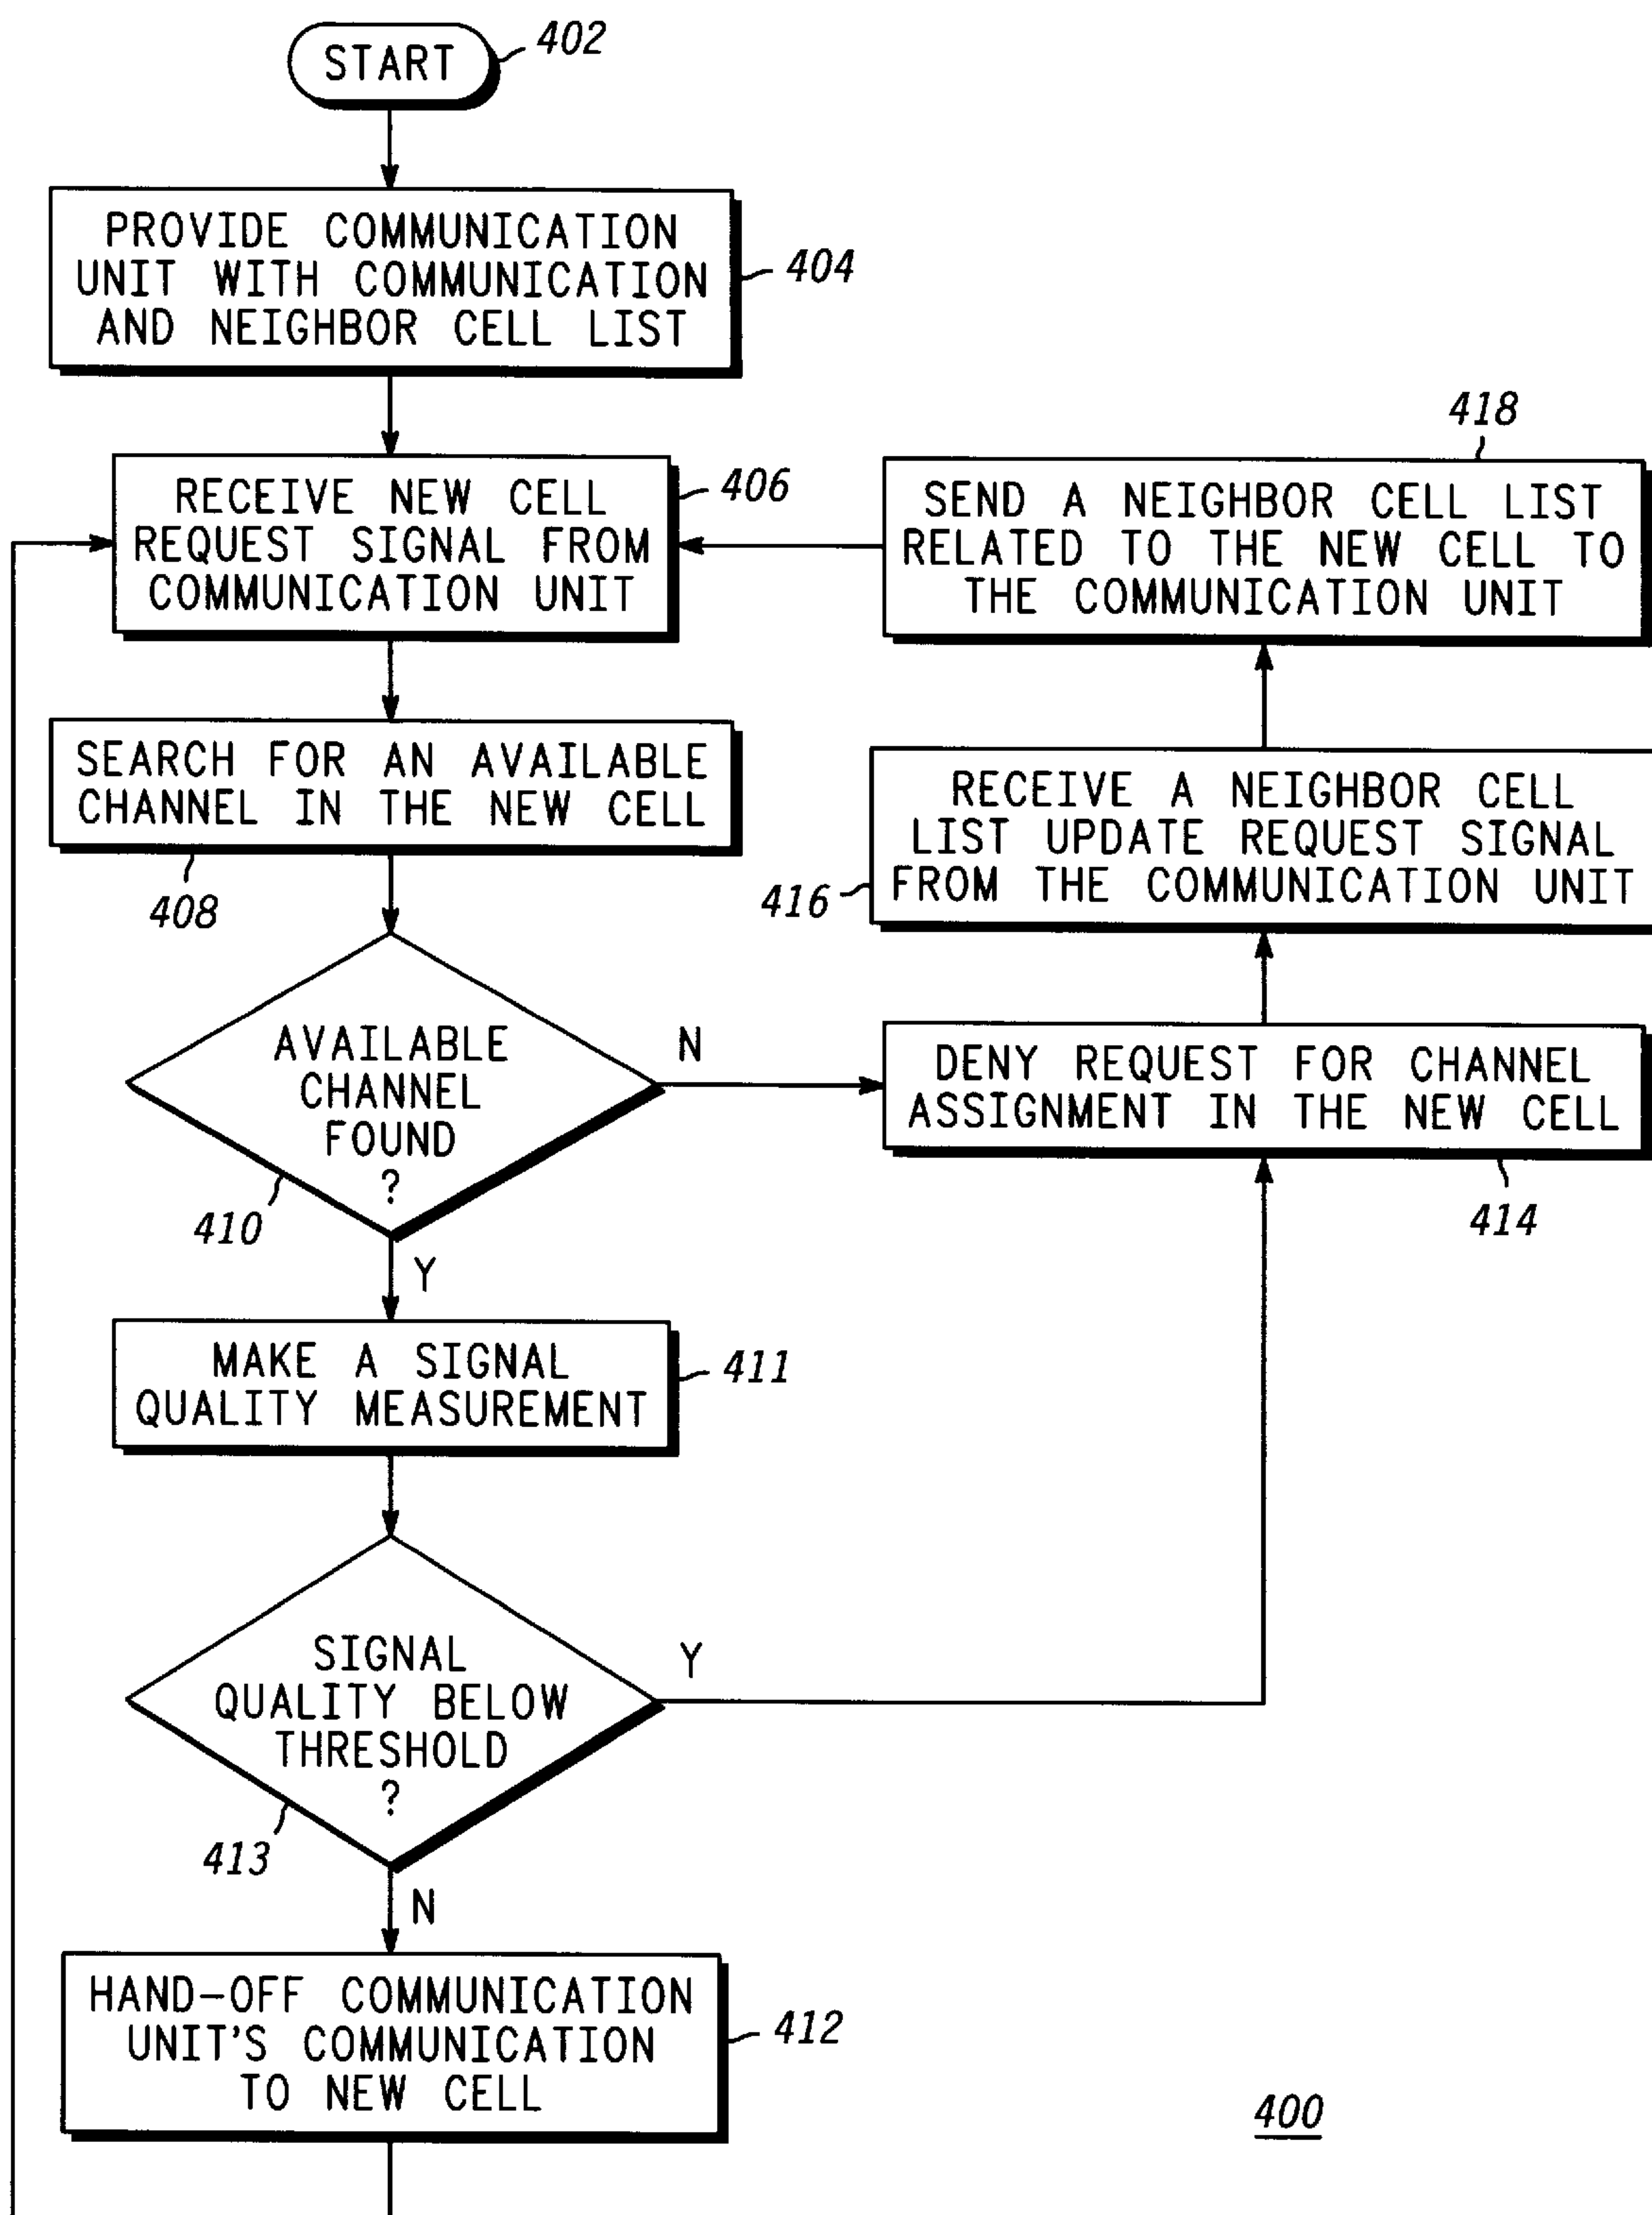 START
402
PROVIDE COMMUNICATION
UNIT WITH COMMUNICATION
AND NEIGHBOR CELL LIST
404
RECEIVE NEW CELL
REQUEST SIGNAL FROM
COMMUNICATION UNIT
406
418
SEND A NEIGHBOR CELL LIST
RELATED TO THE NEW CELL TO
THE COMMUNICATION UNIT
SEARCH FOR AN AVAILABLE
CHANNEL IN THE NEW CELL
408
RECEIVE A NEIGHBOR CELL
LIST UPDATE REQUEST SIGNAL
FROM THE COMMUNICATION UNIT
416
AVAILABLE
CHANNEL
FOUND
?
410
N
Y
DENY REQUEST FOR CHANNEL
ASSIGNMENT IN THE NEW CELL
414
MAKE A SIGNAL
QUALITY MEASUREMENT
411
SIGNAL
QUALITY BELOW
THRESHOLD
?
413
Y
N
HAND-OFF COMMUNICATION
UNIT'S COMMUNICATION
TO NEW CELL
412
400